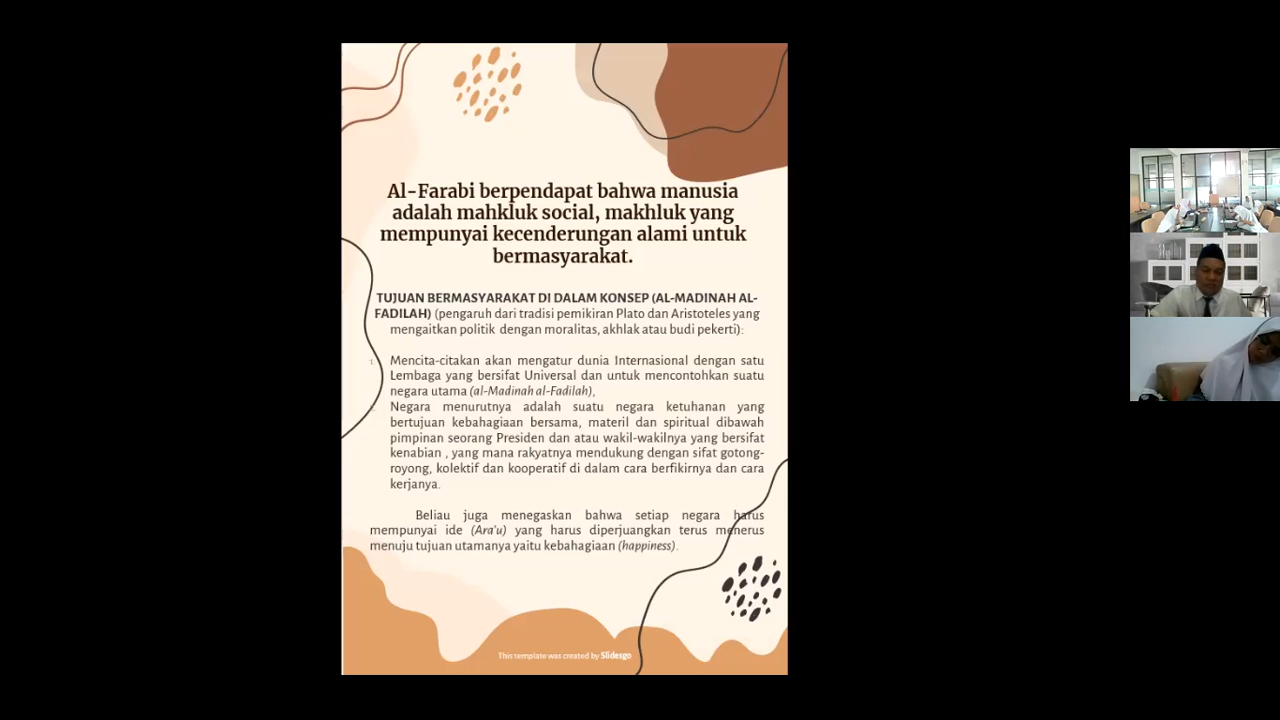 Al-Farabi berpendapat bahwa manusia
adalah mahkluk social, makhluk yang
mempunyai kecenderungan alami untuk
bermasyarakat.
TUJUAN BERMASYARAKAT DI DALAM KONSEP (AL-MADINAH AL-
FADILAH) (pengaruh dari tradisi pemikiran Plato dan Aristoteles yang
mengaitkan politik dengan moralitas, akhlak atau budi pekerti):
1. Mencita-citakan akan mengatur dunia Internasional dengan satu
Lembaga yang bersifat Universal dan untuk mencontohkan suatu
negara utama (al-Madinah al-Fadilah),
Negara menurutnya adalah suatu negara ketuhanan yang
bertujuan kebahagiaan bersama, materil dan spiritual dibawah
pimpinan seorang Presiden dan atau wakil-wakilnya yang bersifat
kenabian , yang mana rakyatnya mendukung dengan sifat gotong-
royong, kolektif dan kooperatif di dalam cara berfikirnya dan cara
kerjanya.
Beliau juga menegaskan bahwa setiap negara harus
mempunyai ide (Ara'u) yang harus diperjuangkan terus menerus
menuju tujuan utamanya yaitu kebahagiaan (happiness).
This template was created by Slidesgo